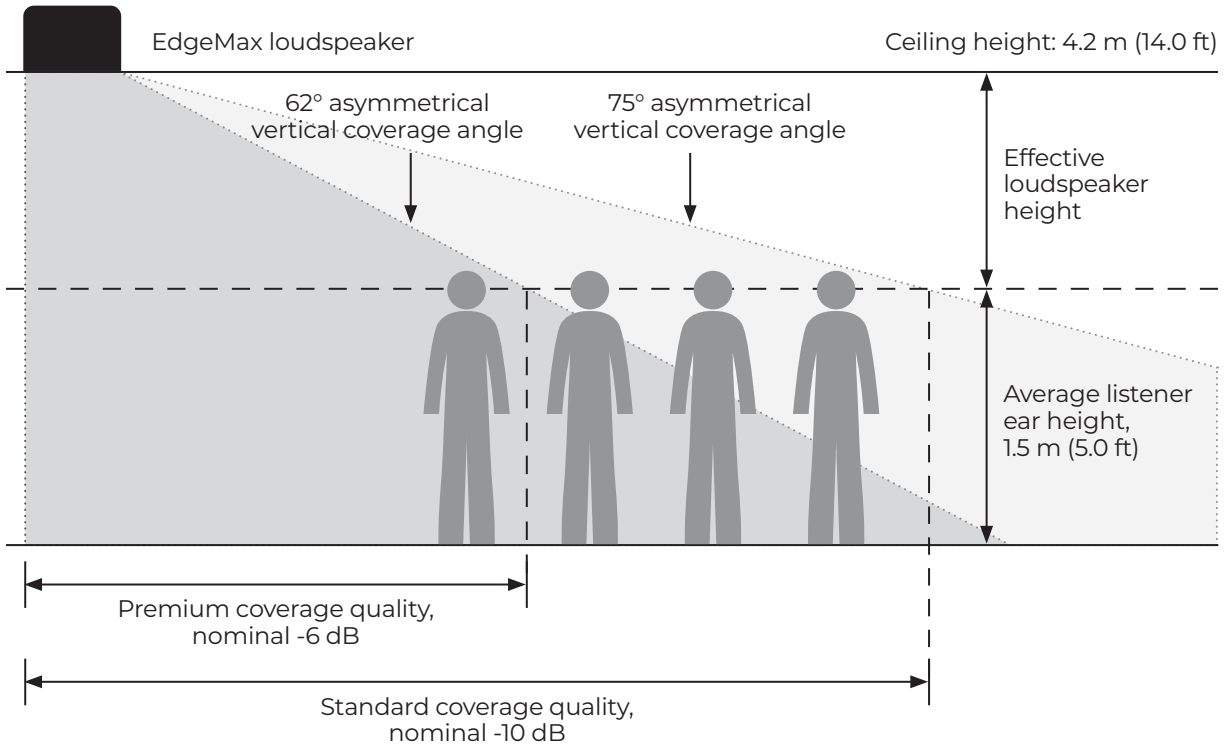 EdgeMax loudspeaker
Ceiling height: 4.2 m (14.0 ft)
62° asymmetrical
vertical coverage angle
75° asymmetrical
vertical coverage angle
Effective
loudspeaker
height
Average listener
ear height,
1.5 m (5.0 ft)
Premium coverage quality,
nominal -6 dB
Standard coverage quality,
nominal -10 dB